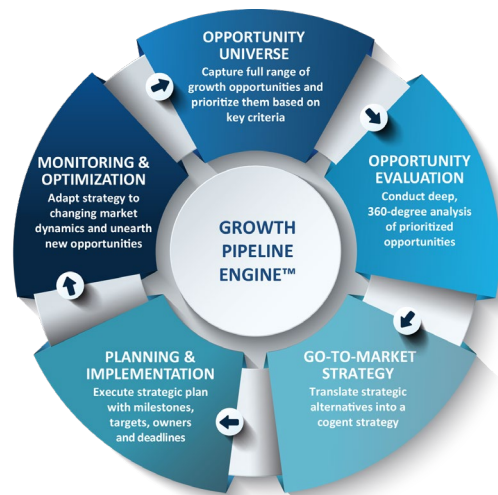 OPPORTUNITY
UNIVERSE
Capture full range of
growth opportunities and
prioritize them based on
key criteria
OPPORTUNITY
EVALUATION
Conduct deep,
360-degree analysis
of prioritized
opportunities
GO-TO-MARKET
STRATEGY
Translate strategic
alternatives into a
cogent strategy
PLANNING &
IMPLEMENTATION
Execute strategic plan
with milestones,
targets, owners
and deadlines
MONITORING &
OPTIMIZATION
Adapt strategy to
changing market
dynamics and unearth
new opportunities
GROWTH
PIPELINE
ENGINE™